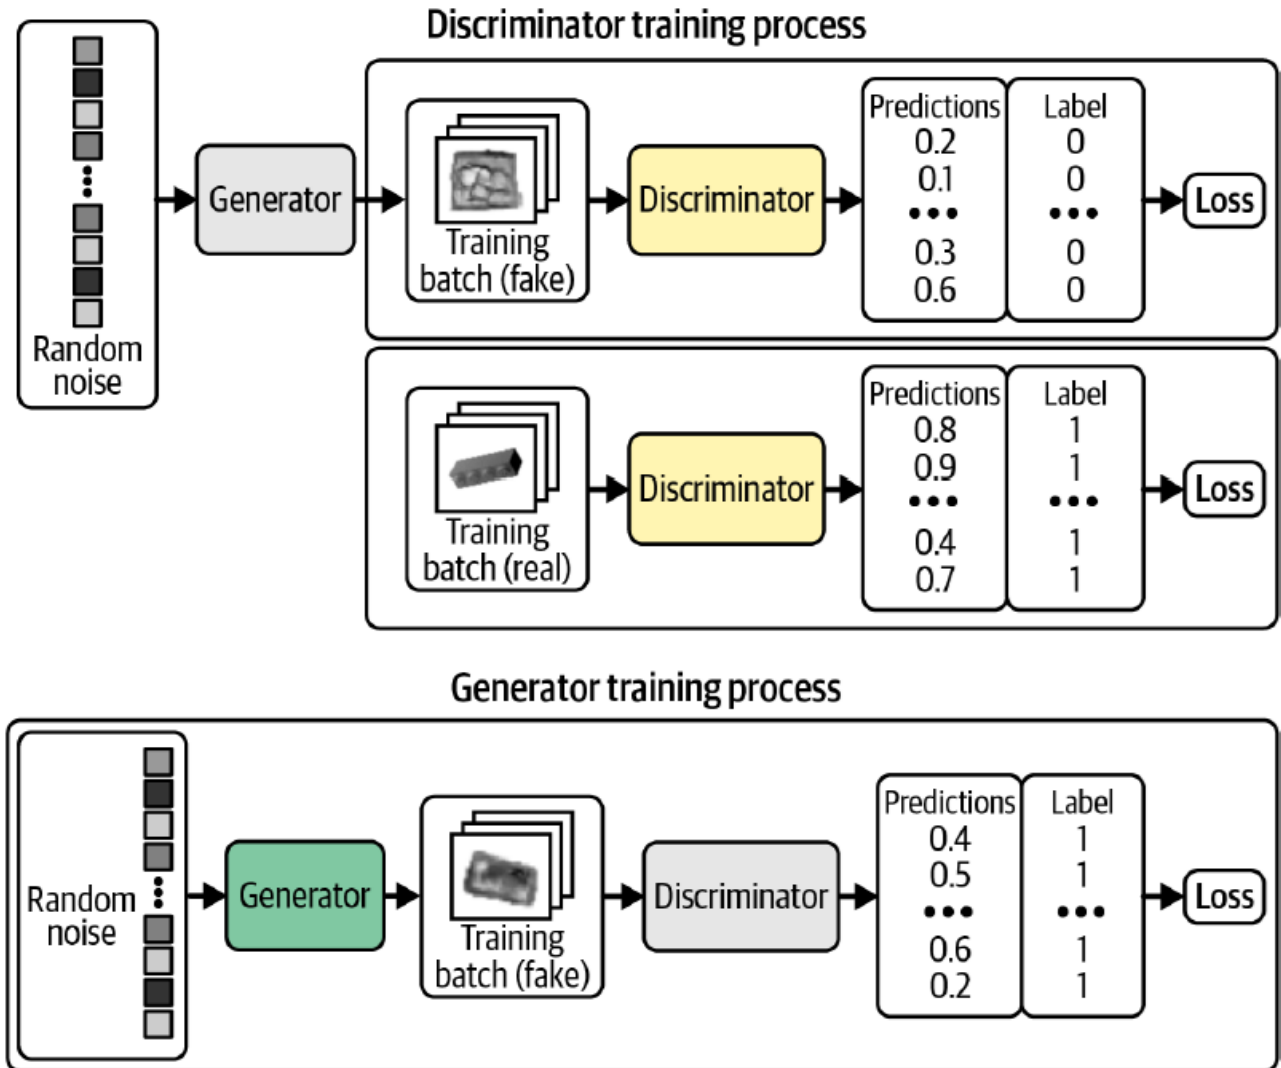 Discriminator training process
Random
noise
Generator
Training
batch (fake)
Discriminator
Predictions
0.2
0.1
•••
0.3
0.6
Label
0
0
•••
0
0
Loss
Training
batch (real)
Discriminator
Predictions
0.8
0.9
•••
0.4
0.7
Label
1
1
•••
1
1
Loss
Generator training process
Random
noise
Generator
Training
batch (fake)
Discriminator
Predictions
0.4
0.5
•••
0.6
0.2
Label
1
1
•••
1
1
Loss